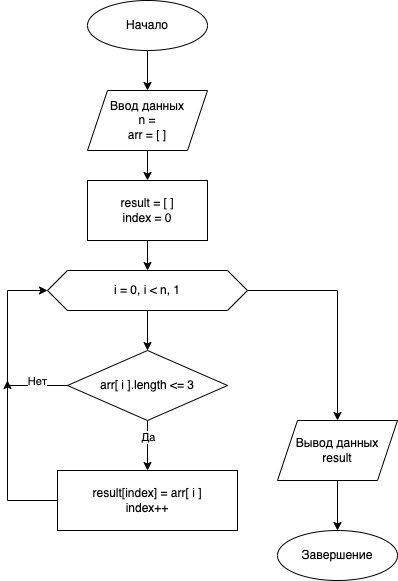 Начало
Ввод данных
n =
arr = [ ]
result = [ ]
index = 0
i = 0, i < n, 1
arr[ i ].length <= 3
Нет
Да
result[index] = arr[ i ]
index++
Вывод данных
result
Завершение